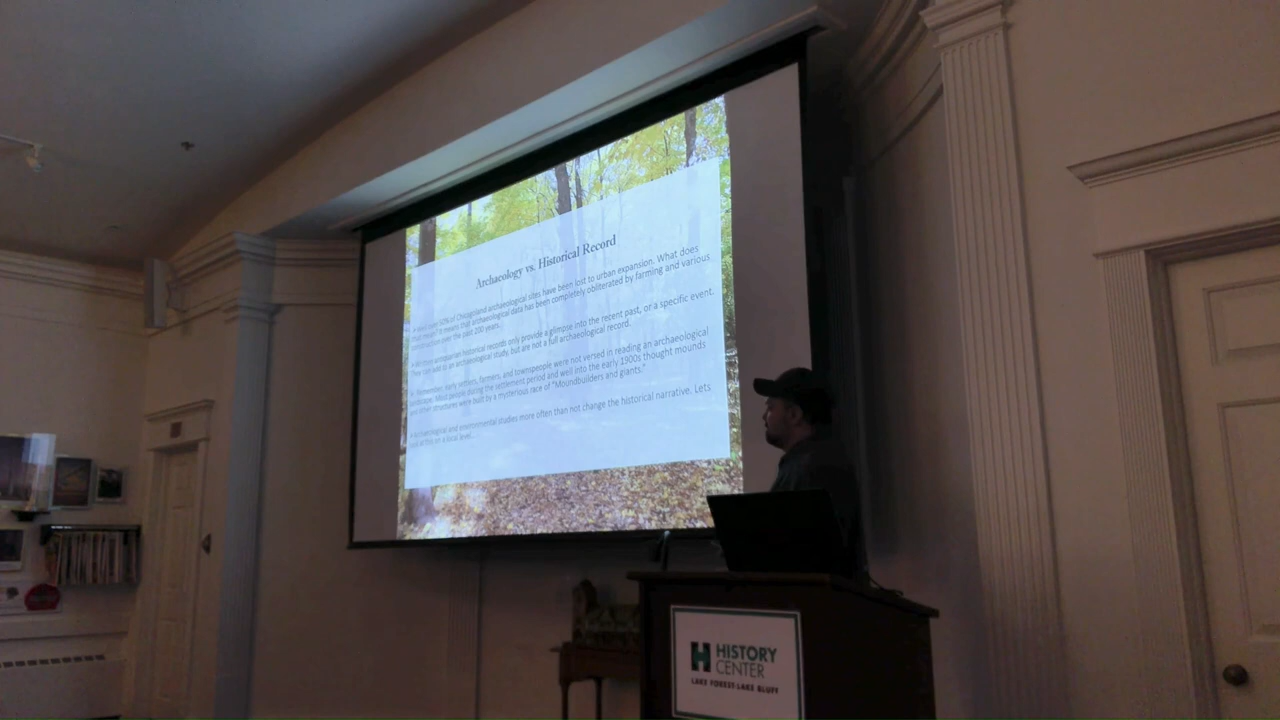 Archaeology vs. Historical Record
over 90% of Chicagoland archaeological sites have been lost to urban expansion. What does
that mean? It means that archaeological data has been completely obliterated by farming and various
construction over the past 200 years.
• Written antiquarian historical records only provide a glimpse into the recent past, or a specific event.
They can add to an archaeological study, but are not a full archaeological record.
• Remember, early settlers, farmers, and townspeople were not versed in reading an archaeological
landscape. Most people during the settlement period and well into the early 1900s thought mounds
and other structures were built by a mysterious race of "Moundbuilders and giants."
• Archaeological and environmental studies more often than not change the historical narrative. Lets
look at this on a local level...
H HISTORY
CENTER
LAKE FOREST-LAKE BLUFF